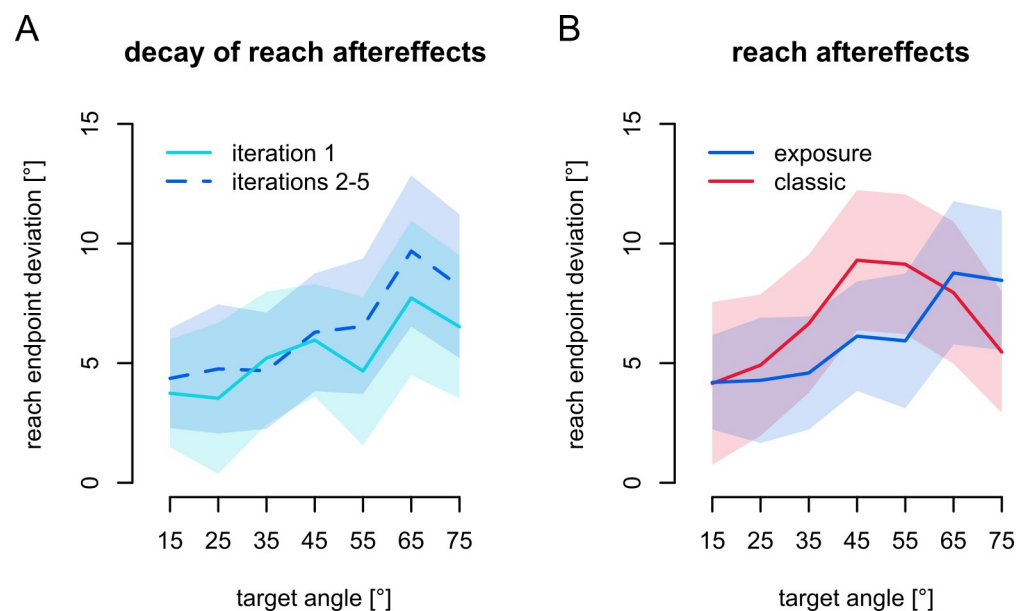 A
decay of reach aftereffects
reach endpoint deviation [°]
15
10
5
0
iteration 1
iterations 2-5
15 25 35 45 55 65 75
target angle [°]
B
reach aftereffects
reach endpoint deviation [°]
15
10
5
0
exposure
classic
15 25 35 45 55 65 75
target angle [°]